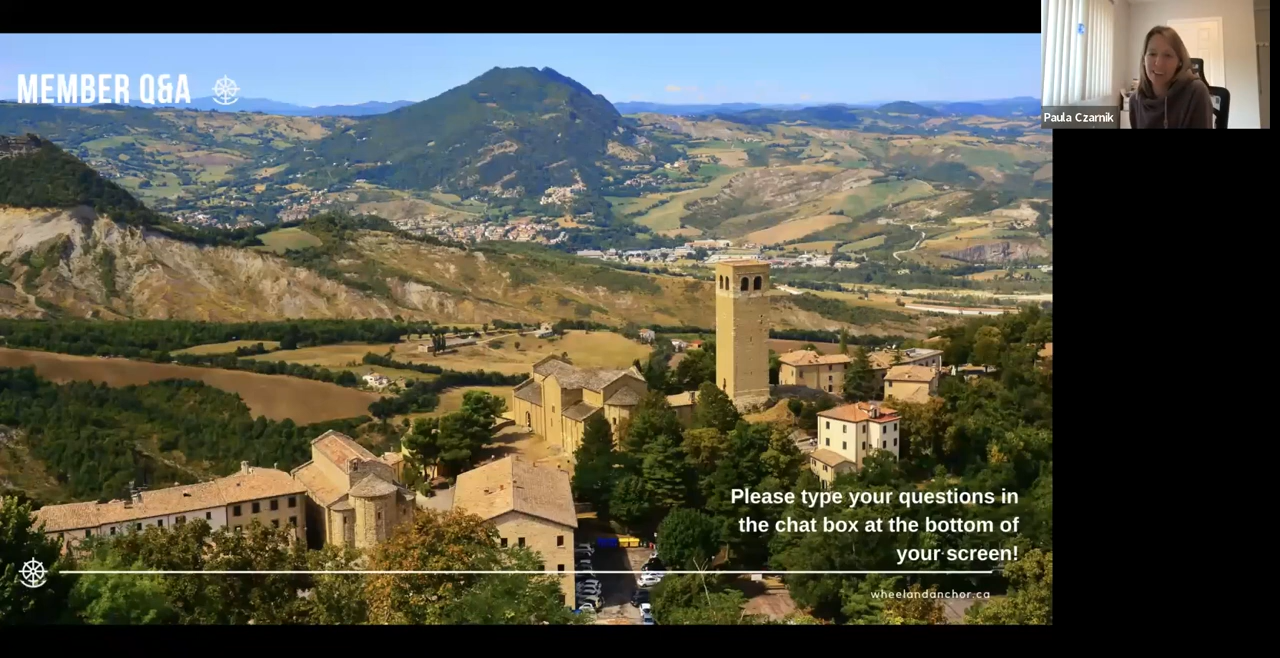 MEMBER Q&A
Paula Czarnik
Please type your questions in
the chat box at the bottom of
your screen!
wheelandanchor.ca